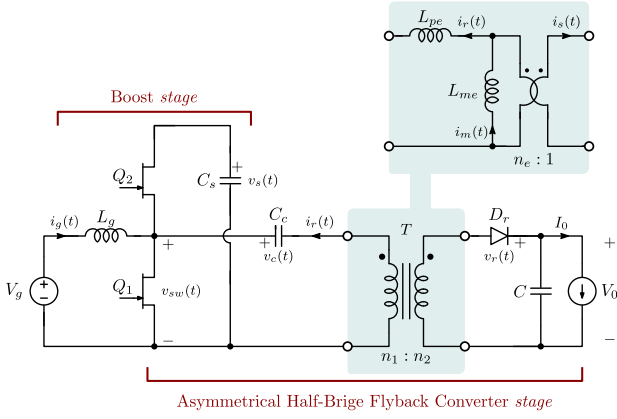 L_pe i_r(t) i_s(t)
L_me
i_m(t)
n_e : 1
Boost stage
Q_2
C_s + v_s(t)
i_g(t) L_g C_c i_r(t) T D_r I_0
+ + v_c(t) v_r(t) + +
V_g + − Q_1 v_sw(t) C V_0
− −
n_1 : n_2
Asymmetrical Half-Brige Flyback Converter stage